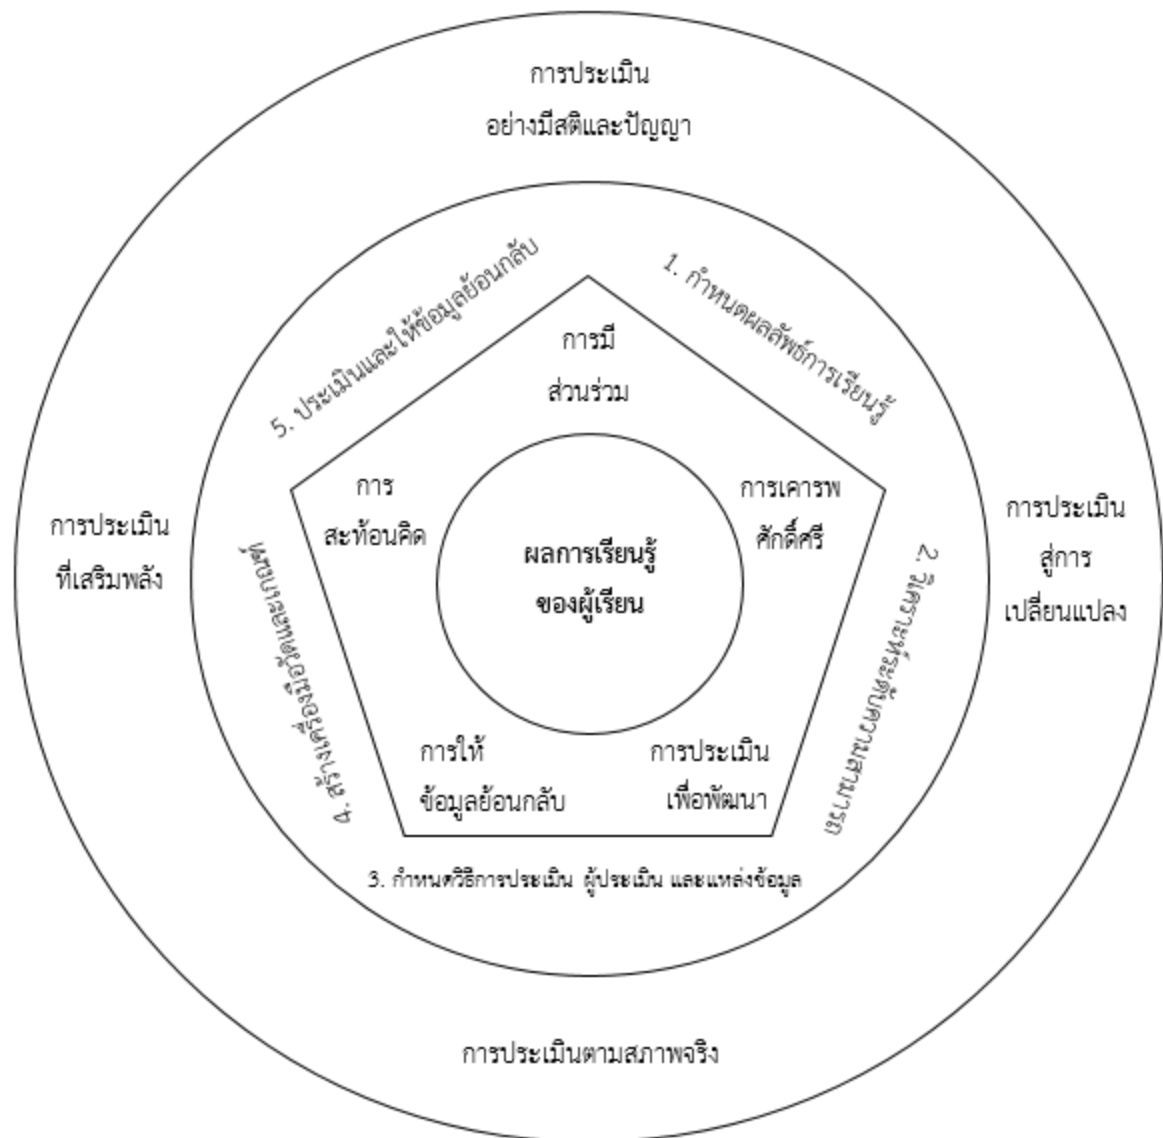 การประเมิน
อย่างมีสติและปัญญา
5. ประเมินและให้ข้อมูลย้อนกลับ
1. กำหนดผลลัพธ์การเรียนรู้
การมี
ส่วนร่วม
การ
สะท้อนคิด
การเคารพ
ศักดิ์ศรี
การประเมิน
ที่เสริมพลัง
ผลการเรียนรู้
ของผู้เรียน
การประเมิน
สู่การ
เปลี่ยนแปลง
4. สร้างเครื่องมือวัดและเกณฑ์
2. วิเคราะห์ระดับความสามารถ
การให้
ข้อมูลย้อนกลับ
การประเมิน
เพื่อพัฒนา
3. กำหนดวิธีการประเมิน ผู้ประเมิน และแหล่งข้อมูล
การประเมินตามสภาพจริง